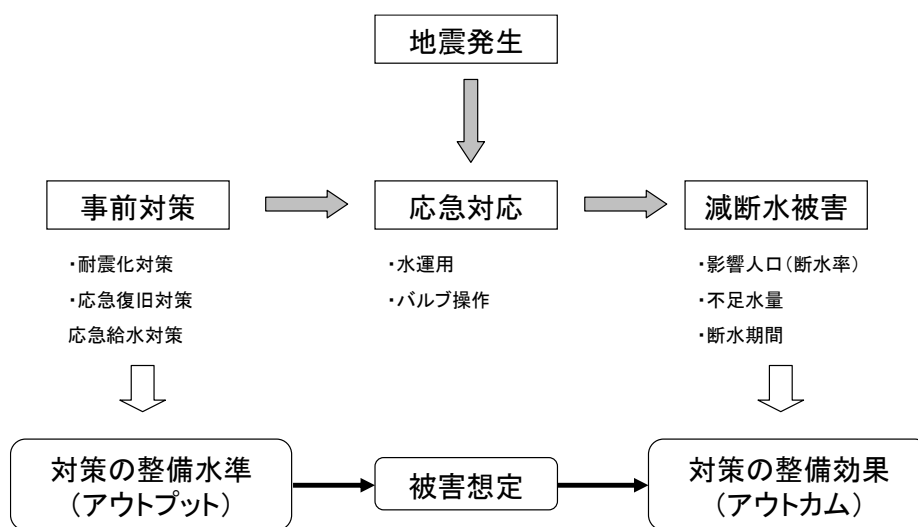 地震発生
事前対策
応急対応
減断水被害
・耐震化対策
・応急復旧対策
応急給水対策
・水運用
・バルブ操作
・影響人口(断水率)
・不足水量
・断水期間
対策の整備水準
(アウトプット)
被害想定
対策の整備効果
(アウトカム)